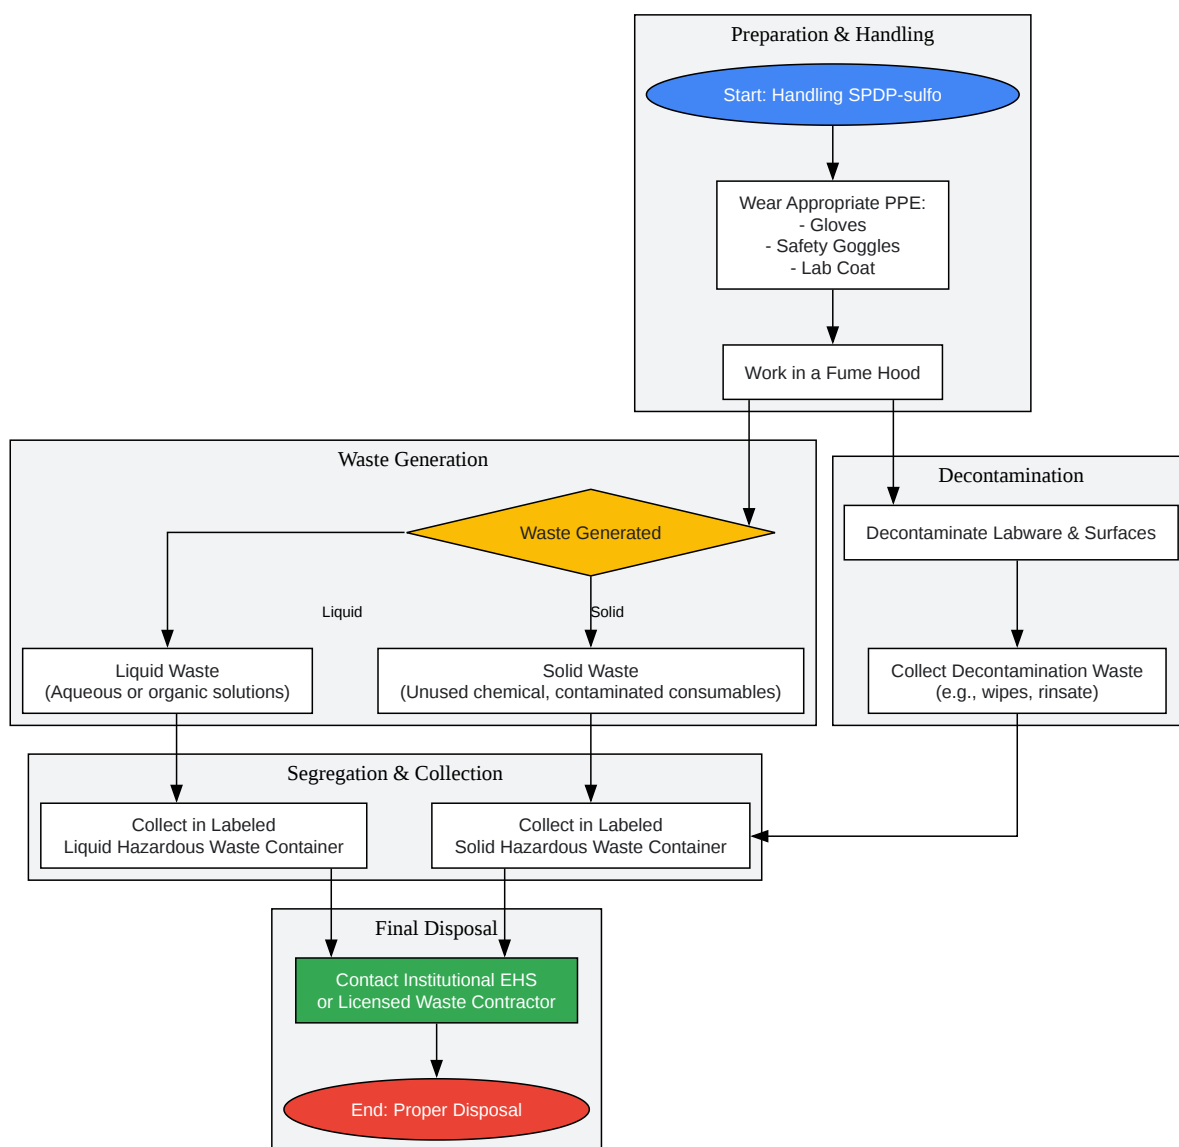 Preparation & Handling
Start: Handling SPDP-sulfo
Wear Appropriate PPE:
- Gloves
- Safety Goggles
- Lab Coat
Work in a Fume Hood
Waste Generation
Waste Generated
Liquid
Solid
Liquid Waste
(Aqueous or organic solutions)
Solid Waste
(Unused chemical, contaminated consumables)
Decontamination
Decontaminate Labware & Surfaces
Collect Decontamination Waste
(e.g., wipes, rinsate)
Segregation & Collection
Collect in Labeled
Liquid Hazardous Waste Container
Collect in Labeled
Solid Hazardous Waste Container
Final Disposal
Contact Institutional EHS
or Licensed Waste Contractor
End: Proper Disposal